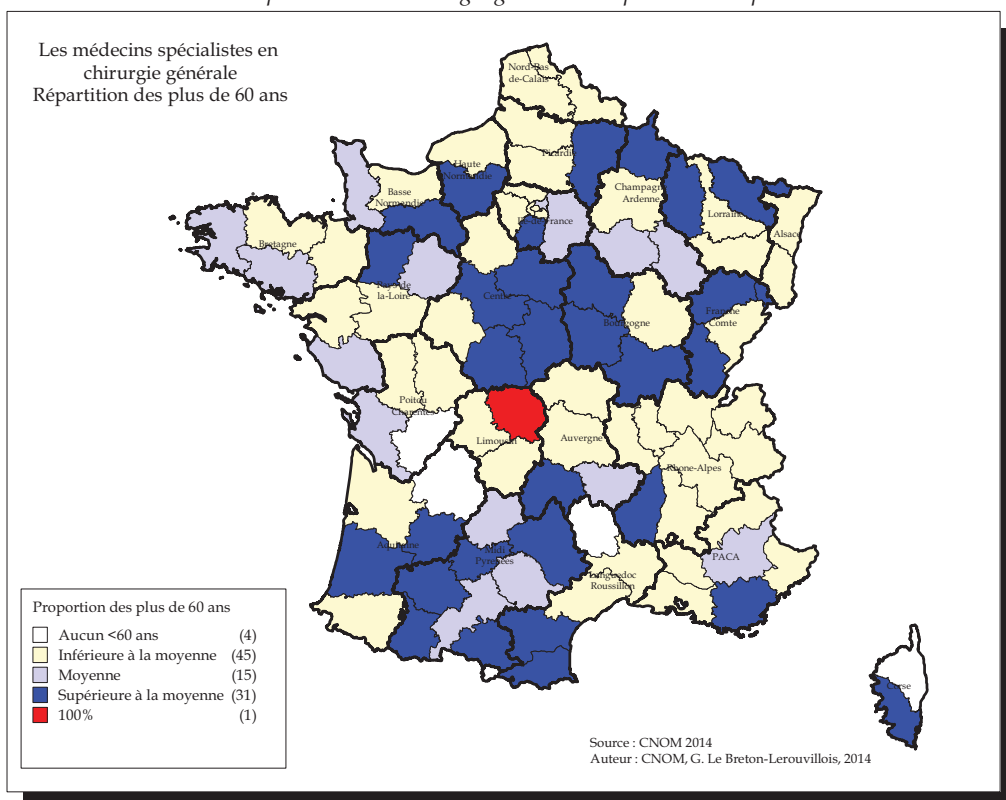 Les médecins spécialistes en
chirurgie générale
Répartition des plus de 60 ans
Nord-Pas
de-Calais
Picardie
Haute
Normandie
Basse
Normandie
Champagne
Ardenne
Lorraine
Alsace
Bretagne
Pays de
la-Loire
Centre
Bourgogne
Franche
Comte
Poitou
Charentes
Limousin
Auvergne
Rhone-Alpes
Aquitaine
Midi
Pyrenees
PACA
Languedoc
Roussillon
Corse
Proportion des plus de 60 ans
Aucun <60 ans (4)
Inférieure à la moyenne (45)
Moyenne (15)
Supérieure à la moyenne (31)
100% (1)
Source : CNOM 2014
Auteur : CNOM, G. Le Breton-Lerouvillois, 2014